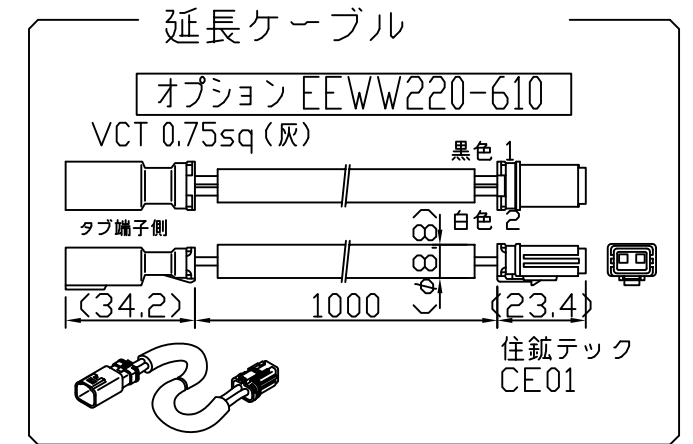 延長ケーブル
オプション EEWW220-610
VCT 0.75sq(灰)
黒色 1
タブ端子側
白色 2
(φ8.8)
(34.2)
1000
(23.4)
住鉱テック
CE01